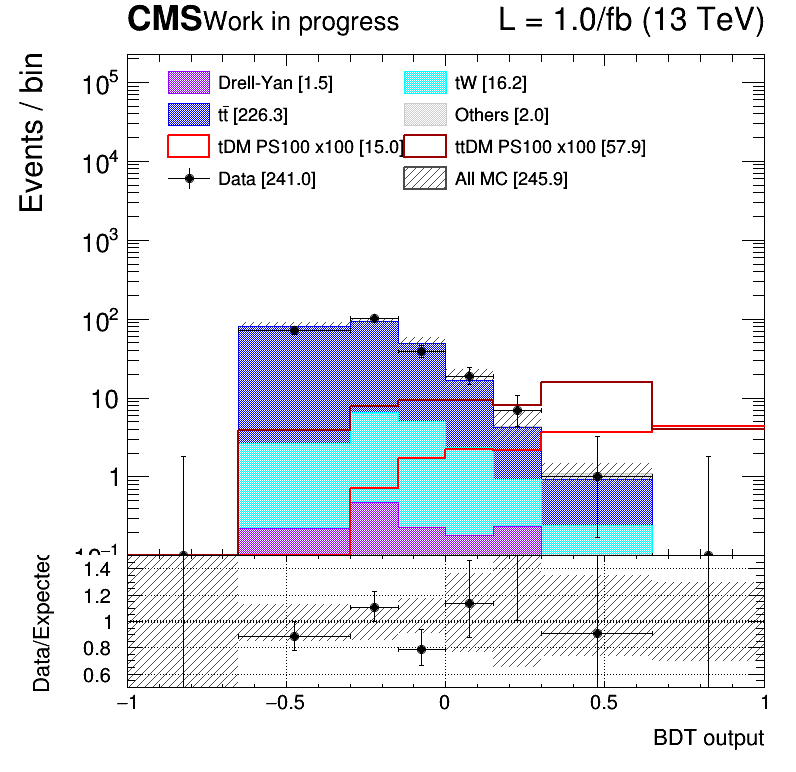 CMS Work in progress L = 1.0/fb (13 TeV)
Events / bin
Drell-Yan [1.5] tW [16.2]
tt̄ [226.3] Others [2.0]
tDM PS100 x100 [15.0] ttDM PS100 x100 [57.9]
Data [241.0] All MC [245.9]
10⁵
10⁴
10³
10²
10
1
10⁻¹
Data/Expected
1.4
1.2
1
0.8
0.6
−1 −0.5 0 0.5 1
BDT output